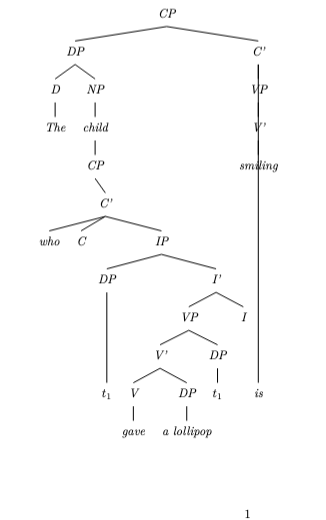 CP
DP C'
D NP VP
The child V'
CP smiling
C'
who C IP
DP I'
VP I
V' DP
t1 V DP t1 is
gave a lollipop
1